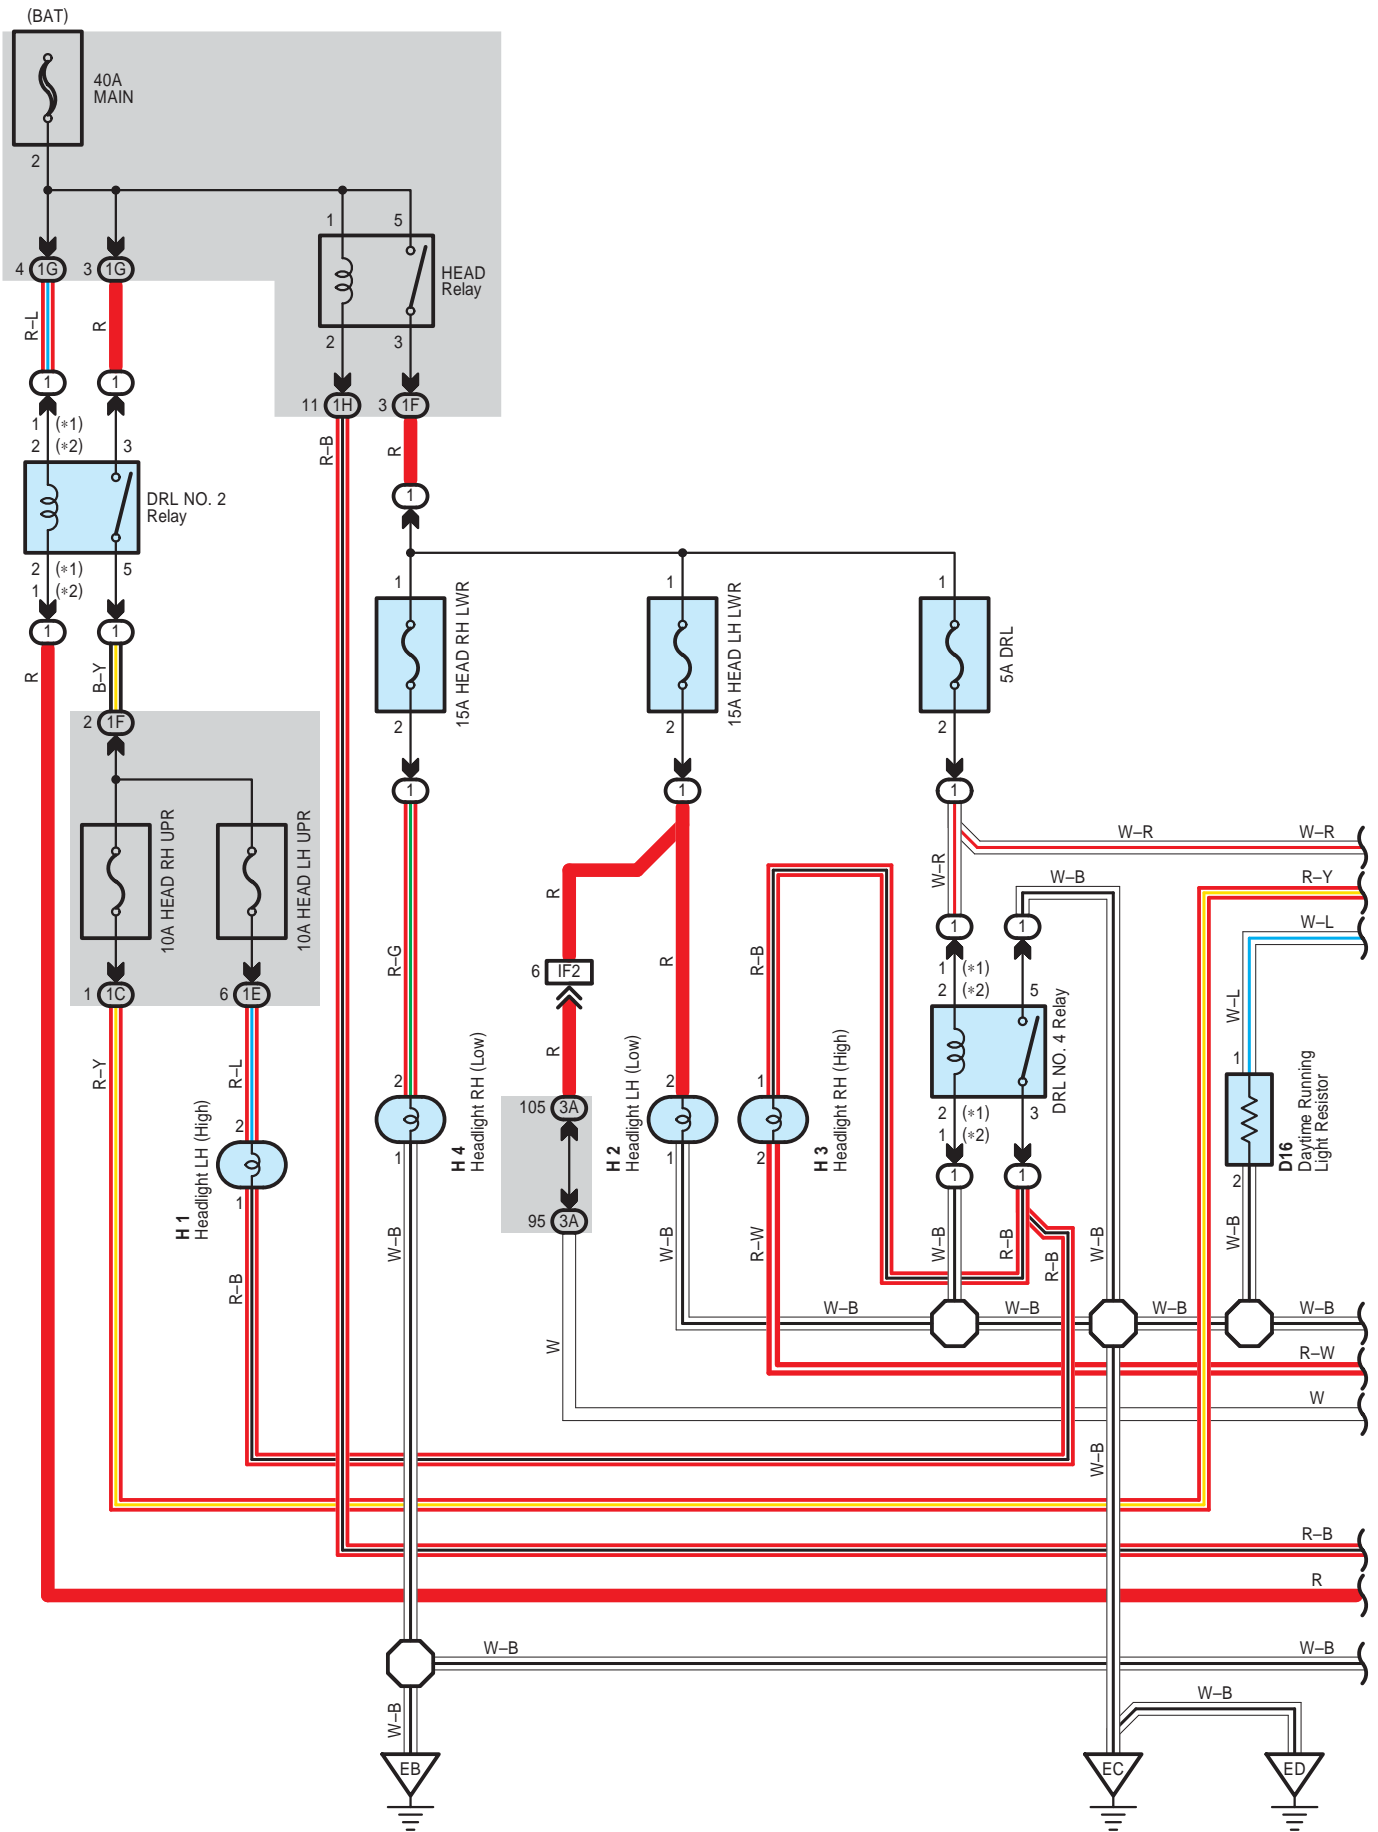 (BAT)
40A
MAIN
2
1
5
4
1G
3
1G
HEAD
Relay
R–L
R
2
3
1
1
11
1H
3
1F
1
(*1)
2
(*2)
3
R–B
R
1
DRL NO. 2
Relay
2
(*1)
1
(*2)
5
1
1
1
1
1
15A HEAD RH LWR
15A HEAD LH LWR
5A DRL
R
B–Y
2
1F
2
2
2
1
1
1
10A HEAD RH UPR
10A HEAD LH UPR
W–R
W–R
W–R
W–B
R–Y
R
1
1
W–L
R–G
R
R–B
1
(*1)
2
(*2)
5
6
IF2
1
1C
6
1E
W–L
R–Y
R–L
R
DRL NO. 4 Relay
1
2
2
1
105
3A
2
(*1)
1
(*2)
3
H 1
Headlight LH (High)
H 4
Headlight RH (Low)
H 2
Headlight LH (Low)
H 3
Headlight RH (High)
D16
Daytime Running
Light Resistor
2
1
1
1
2
1
1
2
95
3A
R–B
W–B
W–B
R–W
W–B
R–B
R–B
W–B
W–B
W–B
W–B
W–B
W–B
W
R–W
W
W–B
R–B
R
W–B
W–B
W–B
W–B
EB
EC
ED